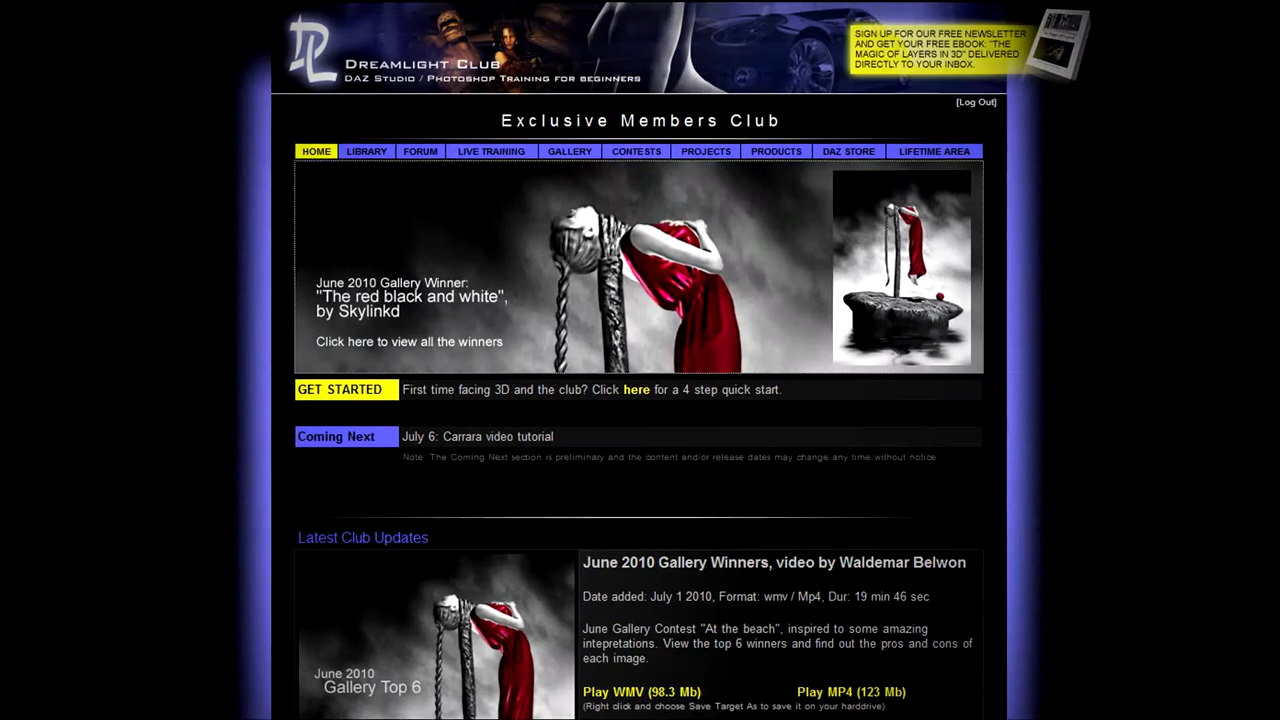 DL
Dreamlight Club
DAZ Studio / Photoshop Training for beginners
SIGN UP FOR OUR FREE NEWSLETTER
AND GET YOUR FREE EBOOK: "THE
MAGIC OF LAYERS IN 3D" DELIVERED
DIRECTLY TO YOUR INBOX.
[Log Out]
Exclusive Members Club
HOME LIBRARY FORUM LIVE TRAINING GALLERY CONTESTS PROJECTS PRODUCTS DAZ STORE LIFETIME AREA
June 2010 Gallery Winner:
"The red black and white",
by Skylinkd
Click here to view all the winners
GET STARTED First time facing 3D and the club? Click here for a 4 step quick start.
Coming Next July 6: Carrara video tutorial
Note The Coming Next section is preliminary and the content and/or release dates may change any time without notice
Latest Club Updates
June 2010
Gallery Top 6
June 2010 Gallery Winners, video by Waldemar Belwon
Date added: July 1 2010, Format: wmv / Mp4, Dur: 19 min 46 sec
June Gallery Contest "At the beach", inspired to some amazing
intepretations. View the top 6 winners and find out the pros and cons of
each image.
Play WMV (98.3 Mb) Play MP4 (123 Mb)
(Right click and choose Save Target As to save it on your harddrive)